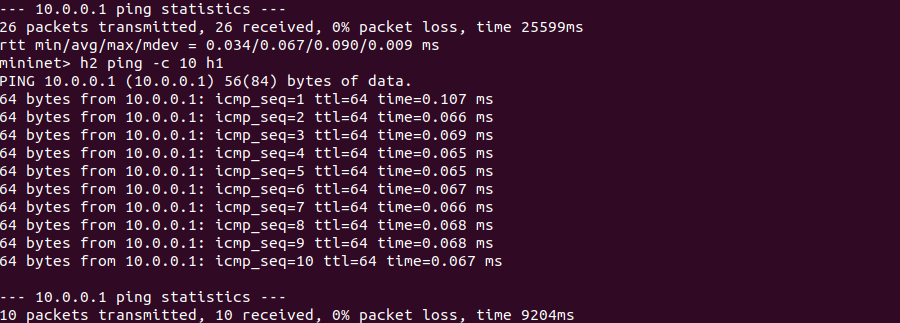 --- 10.0.0.1 ping statistics ---
26 packets transmitted, 26 received, 0% packet loss, time 25599ms
rtt min/avg/max/mdev = 0.034/0.067/0.090/0.009 ms
mininet> h2 ping -c 10 h1
PING 10.0.0.1 (10.0.0.1) 56(84) bytes of data.
64 bytes from 10.0.0.1: icmp_seq=1 ttl=64 time=0.107 ms
64 bytes from 10.0.0.1: icmp_seq=2 ttl=64 time=0.066 ms
64 bytes from 10.0.0.1: icmp_seq=3 ttl=64 time=0.069 ms
64 bytes from 10.0.0.1: icmp_seq=4 ttl=64 time=0.065 ms
64 bytes from 10.0.0.1: icmp_seq=5 ttl=64 time=0.065 ms
64 bytes from 10.0.0.1: icmp_seq=6 ttl=64 time=0.067 ms
64 bytes from 10.0.0.1: icmp_seq=7 ttl=64 time=0.066 ms
64 bytes from 10.0.0.1: icmp_seq=8 ttl=64 time=0.068 ms
64 bytes from 10.0.0.1: icmp_seq=9 ttl=64 time=0.068 ms
64 bytes from 10.0.0.1: icmp_seq=10 ttl=64 time=0.067 ms
--- 10.0.0.1 ping statistics ---
10 packets transmitted, 10 received, 0% packet loss, time 9204ms